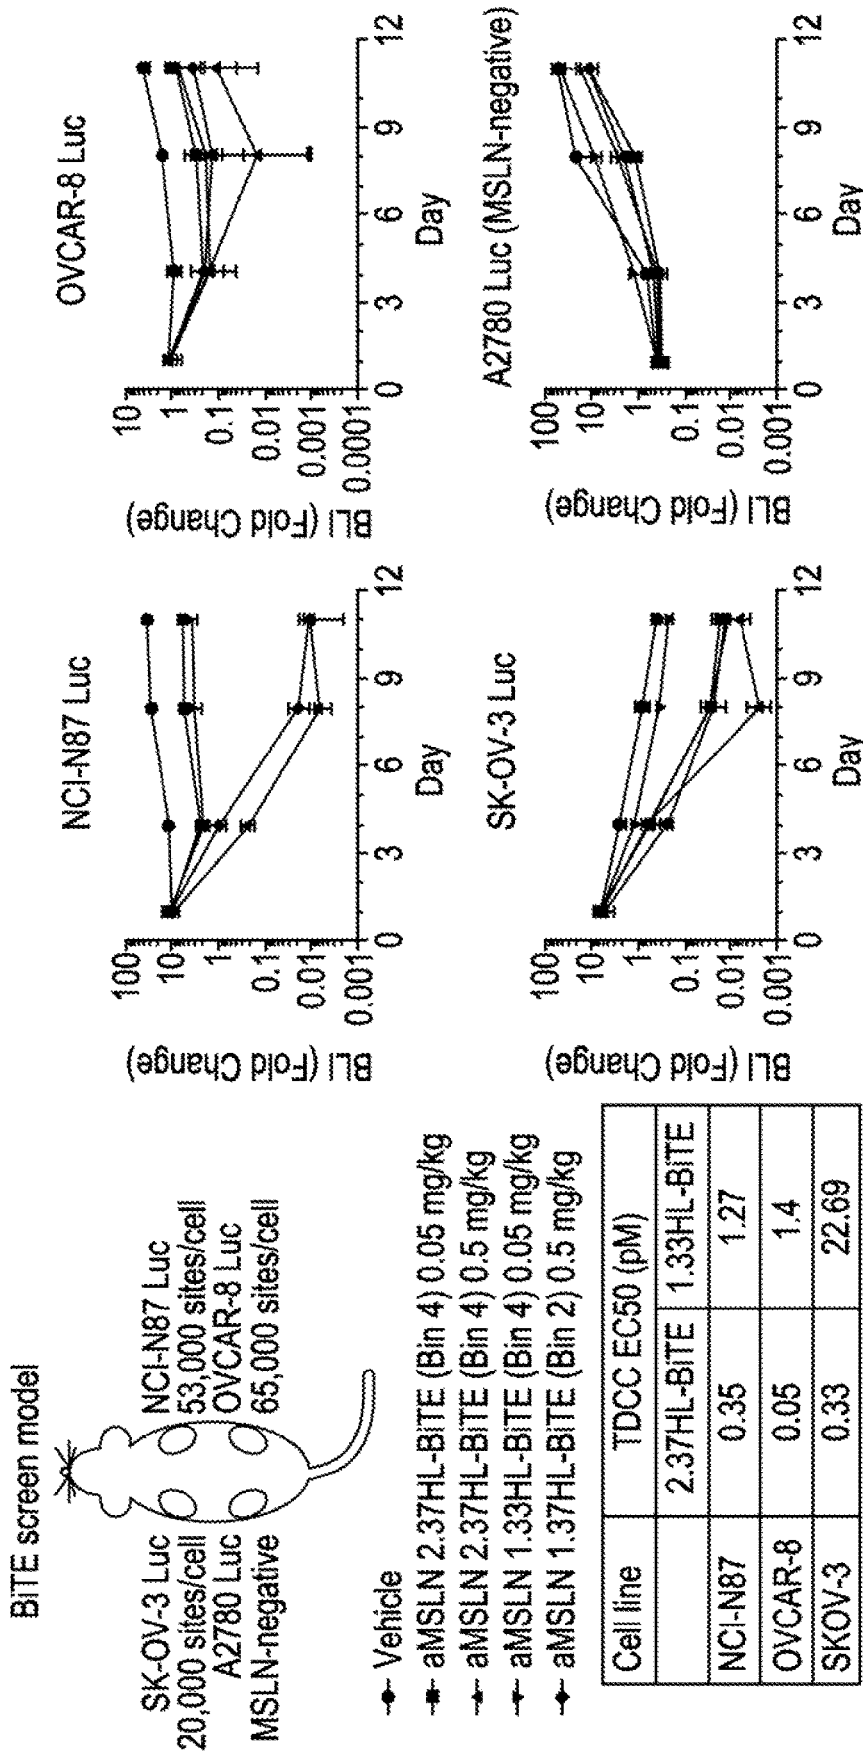 BiTE screen model
SK-OV-3 Luc
20,000 sites/cell
A2780 Luc
MSLN-negative
NCI-N87 Luc
53,000 sites/cell
OVCAR-8 Luc
65,000 sites/cell
Vehicle
aMSLN 2.37HL-BiTE (Bin 4) 0.05 mg/kg
aMSLN 2.37HL-BiTE (Bin 4) 0.5 mg/kg
aMSLN 1.33HL-BiTE (Bin 4) 0.05 mg/kg
aMSLN 1.37HL-BiTE (Bin 2) 0.5 mg/kg
Cell line TDCC EC50 (pM)
2.37HL-BiTE 1.33HL-BiTE
NCI-N87 0.35 1.27
OVCAR-8 0.05 1.4
SKOV-3 0.33 22.69
NCI-N87 Luc
BLI (Fold Change)
100
10
1
0.1
0.01
0.001
0 3 6 9 12
Day
OVCAR-8 Luc
BLI (Fold Change)
10
1
0.1
0.01
0.001
0.0001
0 3 6 9 12
Day
SK-OV-3 Luc
BLI (Fold Change)
100
10
1
0.1
0.01
0.001
0 3 6 9 12
Day
A2780 Luc (MSLN-negative)
BLI (Fold Change)
100
10
1
0.1
0.01
0.001
0 3 6 9 12
Day